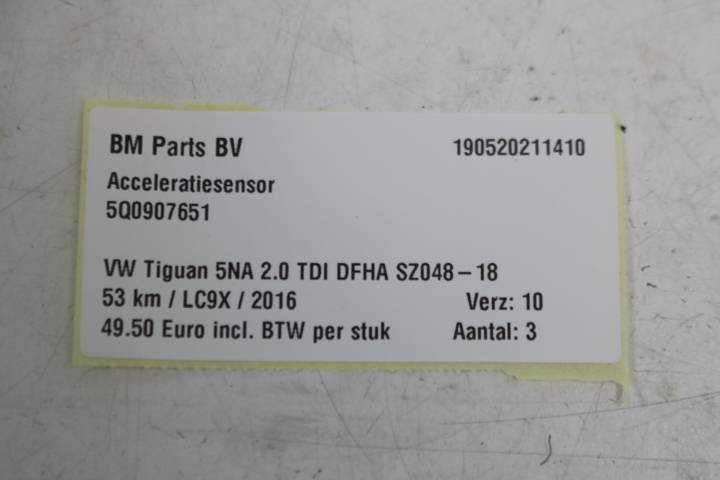 BM Parts BV 190520211410
Acceleratiesensor
5Q0907651
VW Tiguan 5NA 2.0 TDI DFHA SZ048-18
53 km / LC9X / 2016 Verz: 10
49.50 Euro incl. BTW per stuk Aantal: 3